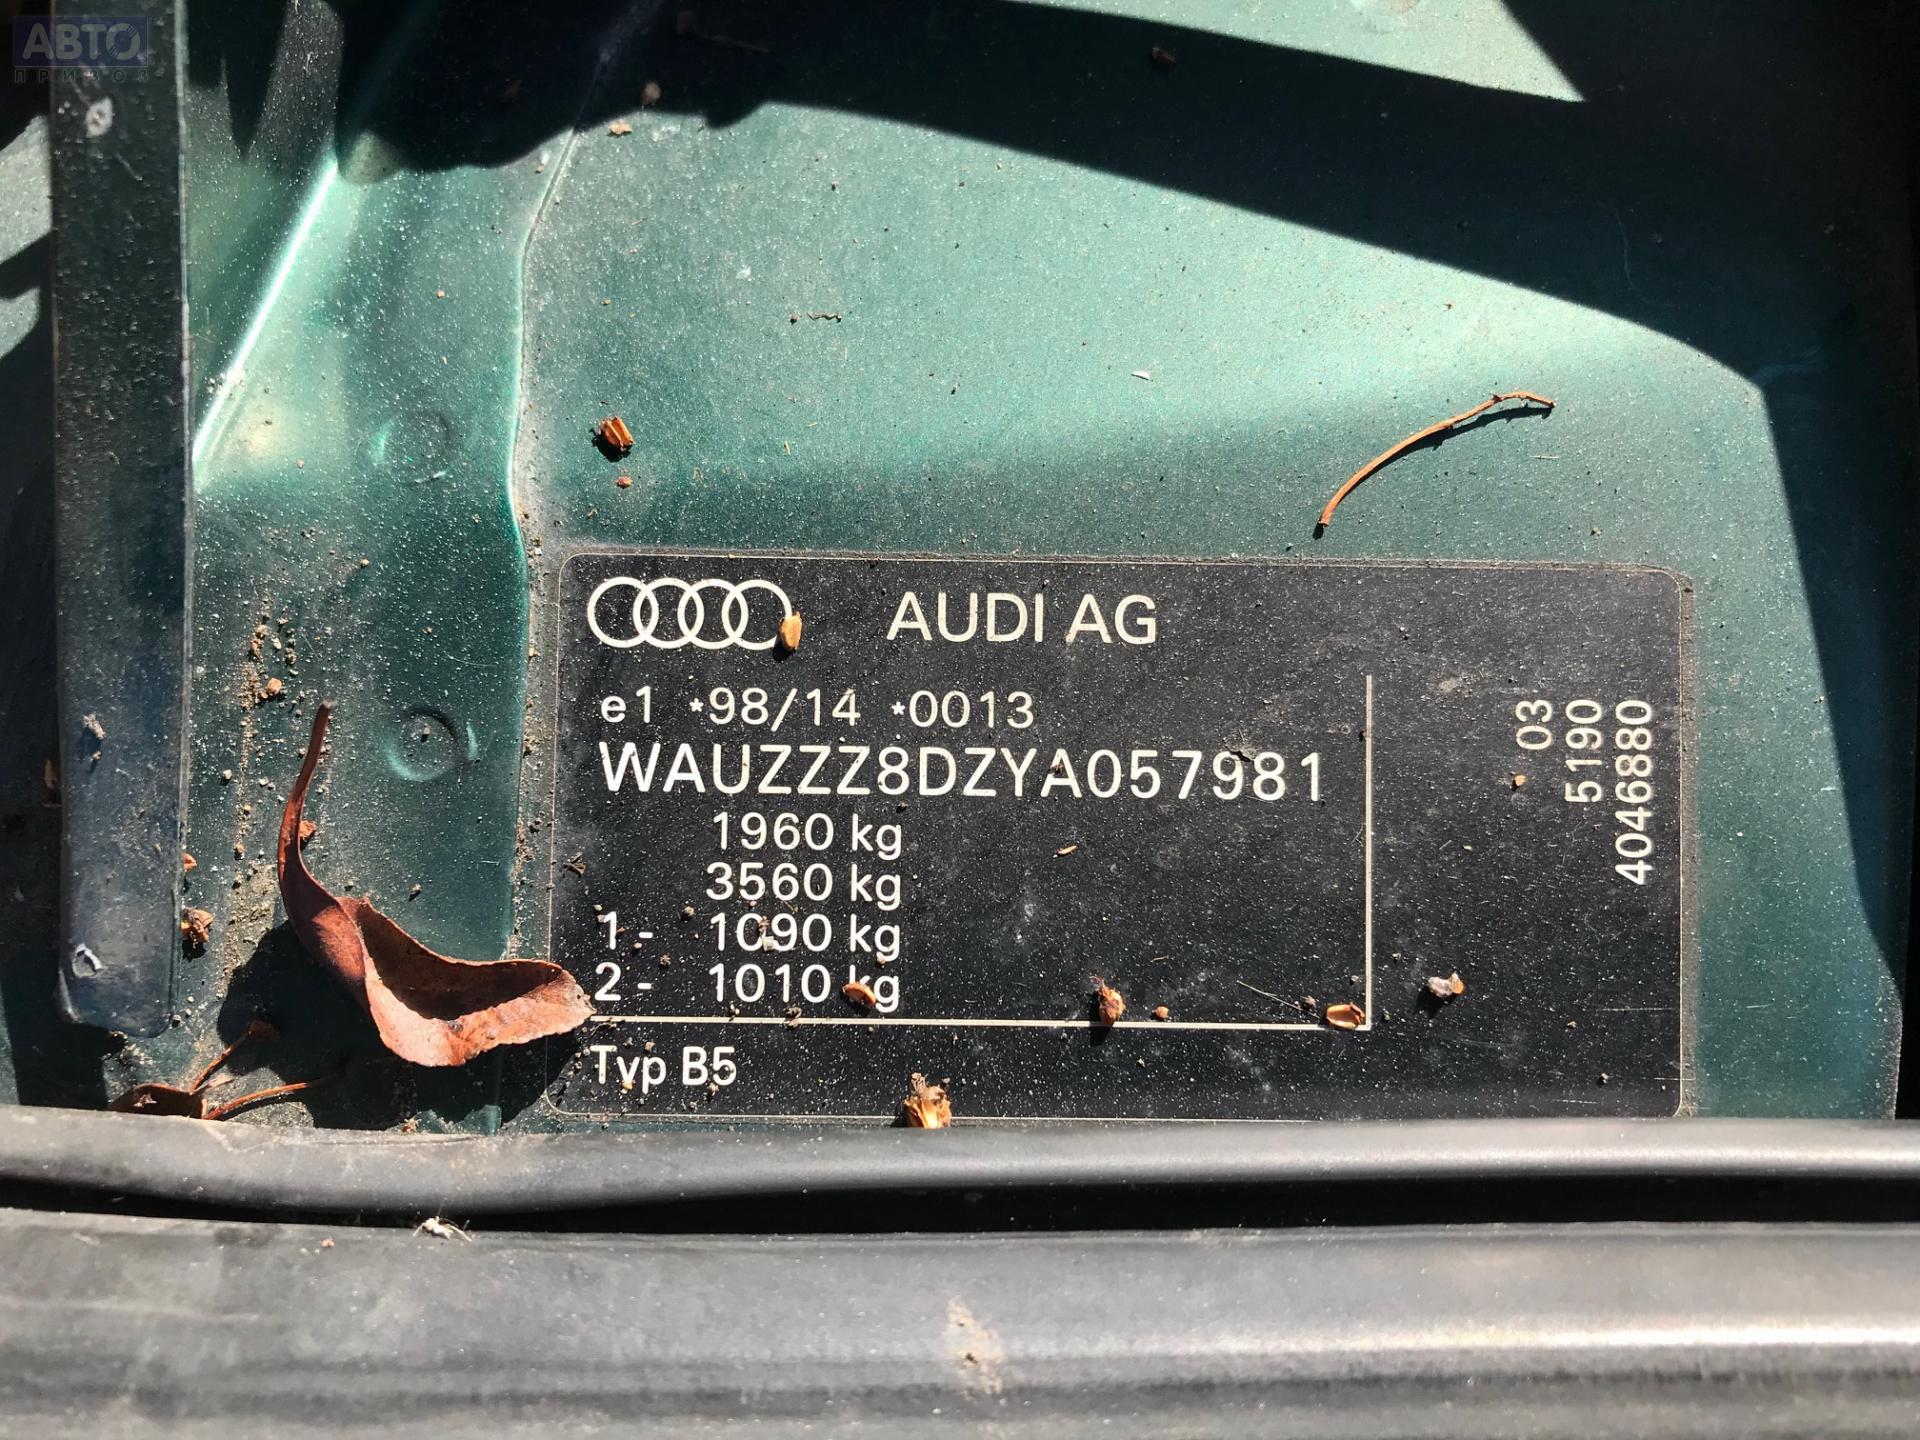 АВТО
ПРИВОЗ
AUDI AG
e1 *98/14 *0013
WAUZZZ8DZYA057981
1960 kg
3560 kg
1- 1090 kg
2- 1010 kg
Typ B5
03
5190
4046880